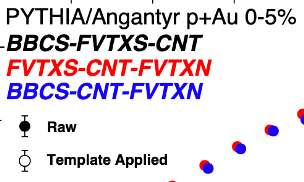 PYTHIA/Angantyr p+Au 0-5%
BBCS-FVTXS-CNT
FVTXS-CNT-FVTXN
BBCS-CNT-FVTXN
Raw
Template Applied